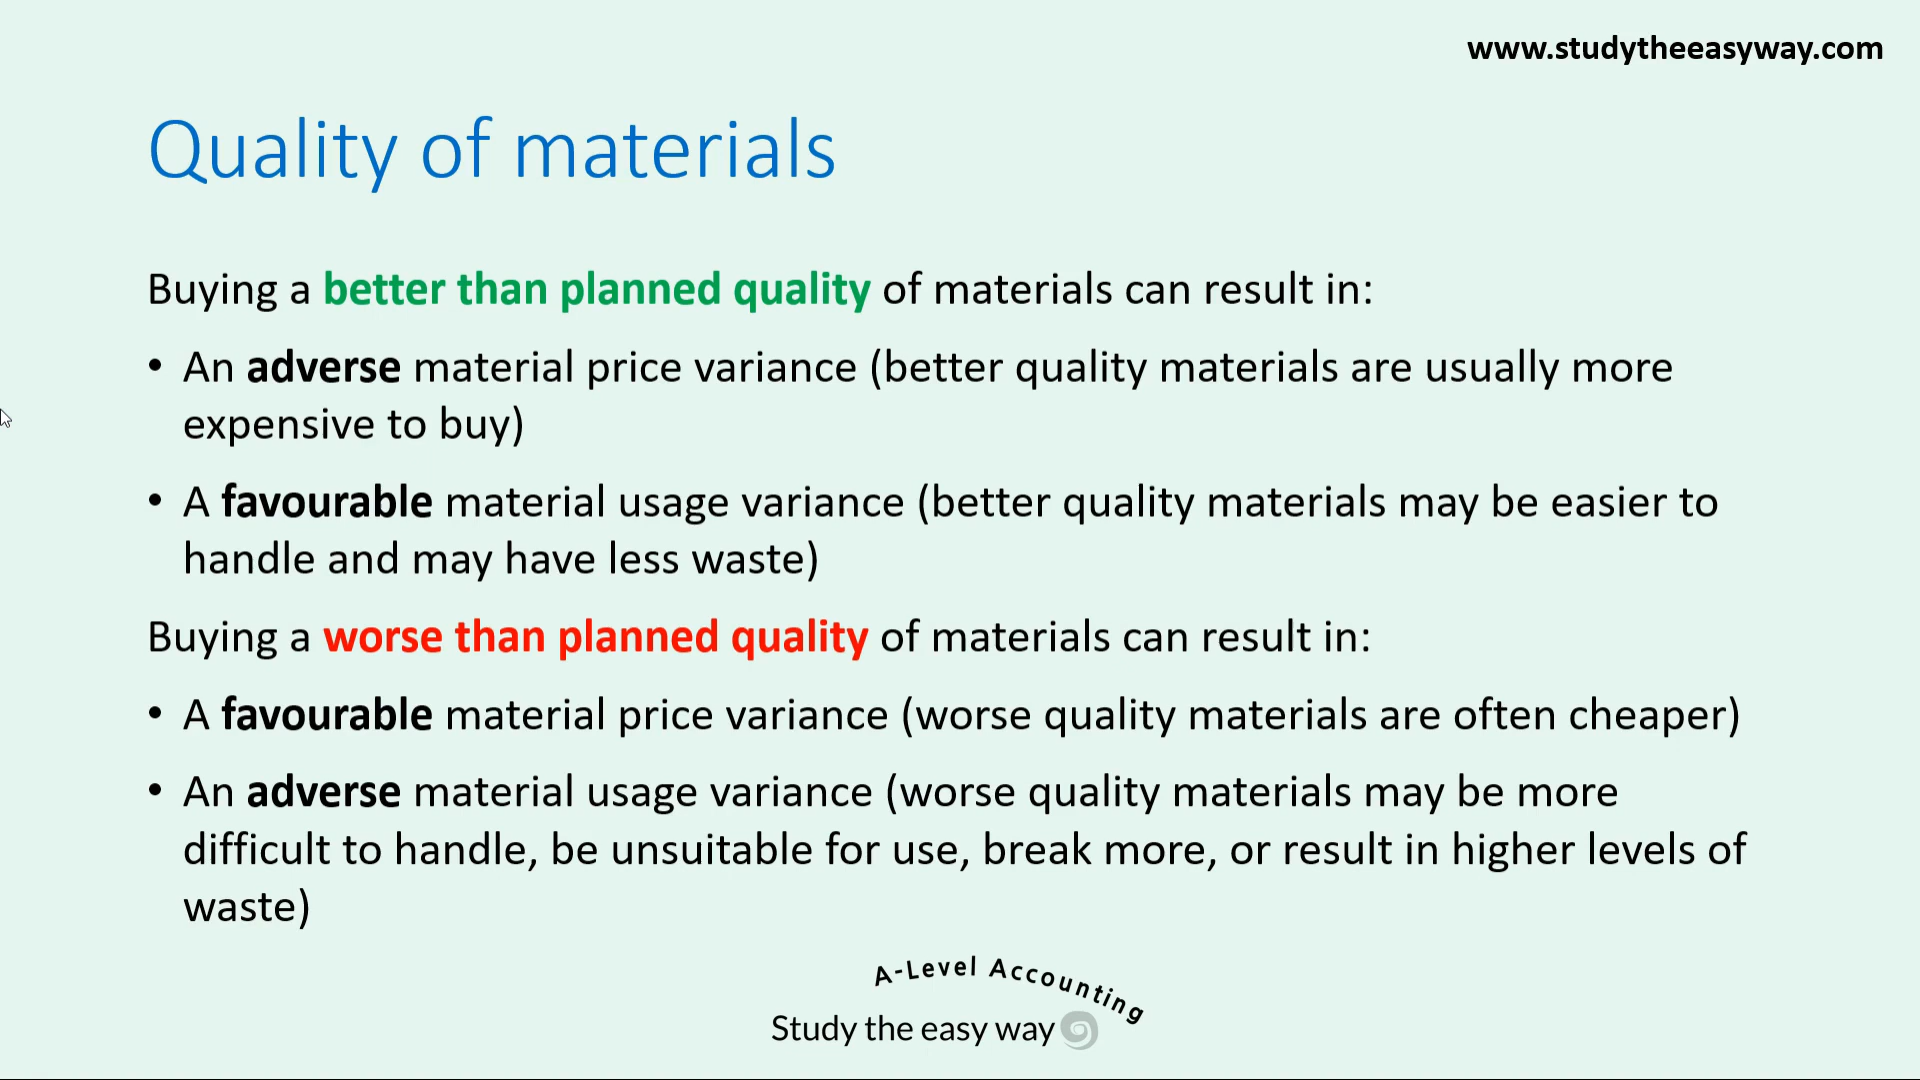 www.studytheeasyway.com
Quality of materials
Buying a better than planned quality of materials can result in:
• An adverse material price variance (better quality materials are usually more
expensive to buy)
• A favourable material usage variance (better quality materials may be easier to
handle and may have less waste)
Buying a worse than planned quality of materials can result in:
• A favourable material price variance (worse quality materials are often cheaper)
• An adverse material usage variance (worse quality materials may be more
difficult to handle, be unsuitable for use, break more, or result in higher levels of
waste)
A-Level Accounting
Study the easy way